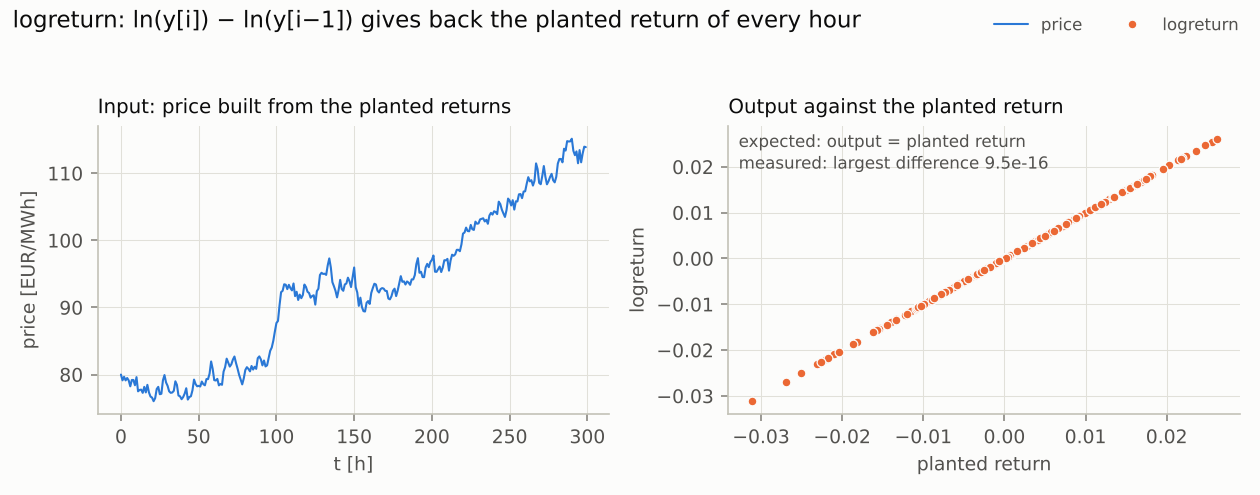 logreturn: ln(y[i]) − ln(y[i−1]) gives back the planted return of every hour
price
logreturn
Input: price built from the planted returns
price [EUR/MWh]
110
100
90
80
0
50
100
150
200
250
300
t [h]
Output against the planted return
expected: output = planted return
measured: largest difference 9.5e-16
logreturn
0.02
0.01
0.00
−0.01
−0.02
−0.03
−0.03
−0.02
−0.01
0.00
0.01
0.02
planted return